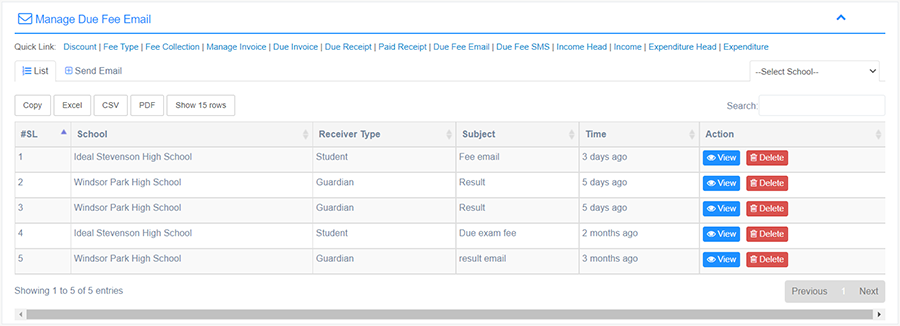 Manage Due Fee Email
Quick Link: Discount | Fee Type | Fee Collection | Manage Invoice | Due Invoice | Due Receipt | Paid Receipt | Due Fee Email | Due Fee SMS | Income Head | Income | Expenditure Head | Expenditure
List Send Email --Select School--
Copy Excel CSV PDF Show 15 rows Search:
#SL School Receiver Type Subject Time Action
1 Ideal Stevenson High School Student Fee email 3 days ago View Delete
2 Windsor Park High School Guardian Result 5 days ago View Delete
3 Windsor Park High School Guardian Result 5 days ago View Delete
4 Ideal Stevenson High School Student Due exam fee 2 months ago View Delete
5 Windsor Park High School Guardian result email 3 months ago View Delete
Showing 1 to 5 of 5 entries Previous 1 Next